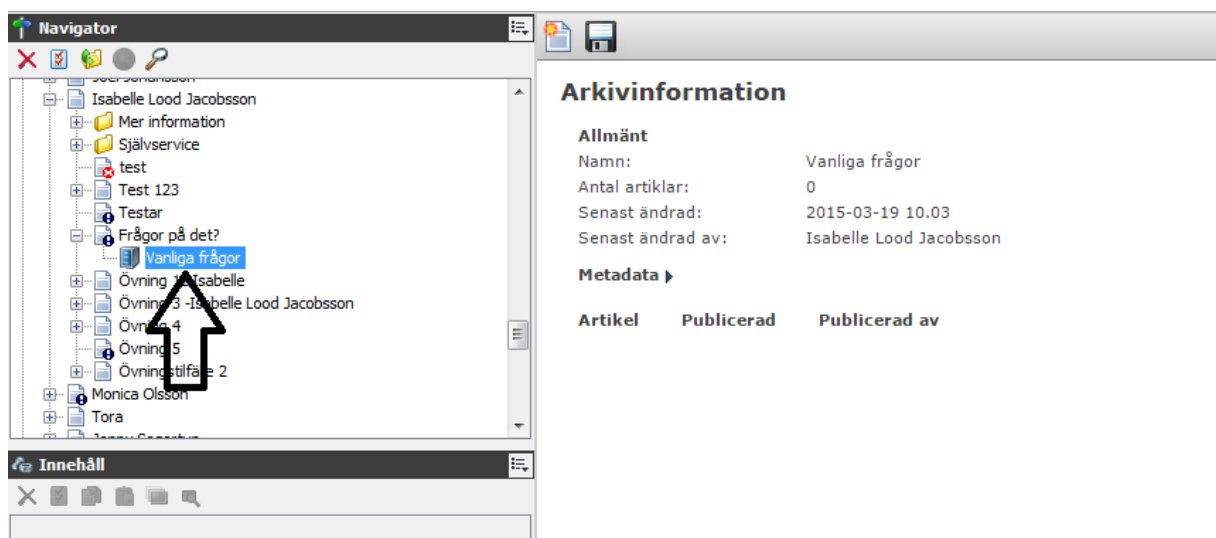 Navigator
Isabelle Lood Jacobsson
Mer information
Självservice
test
Test 123
Testar
Frågor på det?
Vanliga frågor
Övning 1 Isabelle
Övning 3 -Isabelle Lood Jacobsson
Övning 4
Övning 5
Övningstilfälle 2
Monica Olsson
Tora
Innehåll
Arkivinformation
Allmänt
Namn: Vanliga frågor
Antal artiklar: 0
Senast ändrad: 2015-03-19 10.03
Senast ändrad av: Isabelle Lood Jacobsson
Metadata
Artikel Publicerad Publicerad av